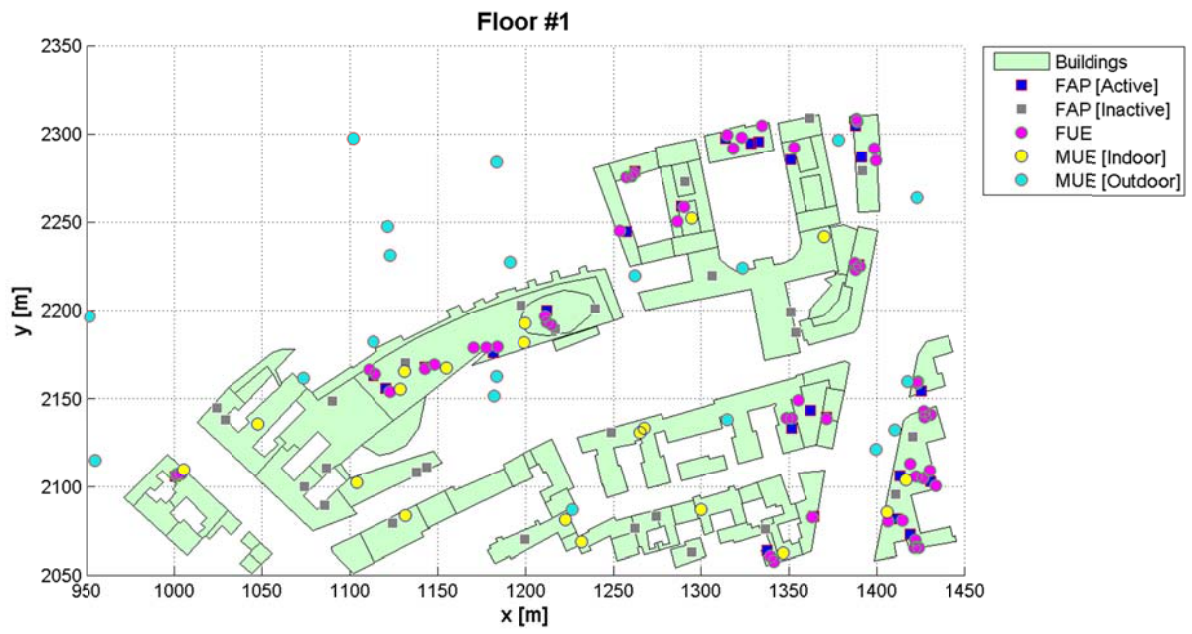 Floor #1
2350
2300
2250
2200
2150
2100
2050
y [m]
950 1000 1050 1100 1150 1200 1250 1300 1350 1400 1450
x [m]
Buildings
FAP [Active]
FAP [Inactive]
FUE
MUE [Indoor]
MUE [Outdoor]